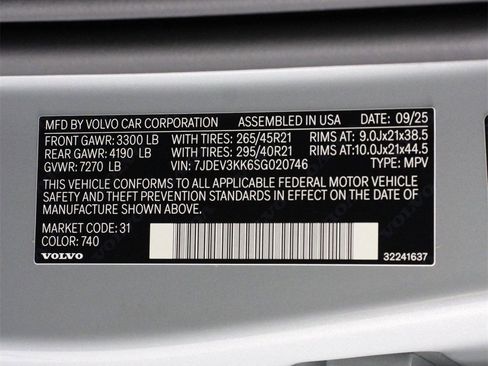 MFD BY VOLVO CAR CORPORATION ASSEMBLED IN USA DATE: 09/25
FRONT GAWR: 3300 LB WITH TIRES: 265/45R21 RIMS AT: 9.0Jx21x38.5
REAR GAWR: 4190 LB WITH TIRES: 295/40R21 RIMS AT:10.0Jx21x44.5
GVWR: 7270 LB VIN: 7JDEV3KK6SG020746 TYPE: MPV
THIS VEHICLE CONFORMS TO ALL APPLICABLE FEDERAL MOTOR VEHICLE
SAFETY AND THEFT PREVENTION STANDARDS IN EFFECT ON THE DATE
OF MANUFACTURE SHOWN ABOVE.
MARKET CODE: 31
COLOR: 740
VOLVO 32241637